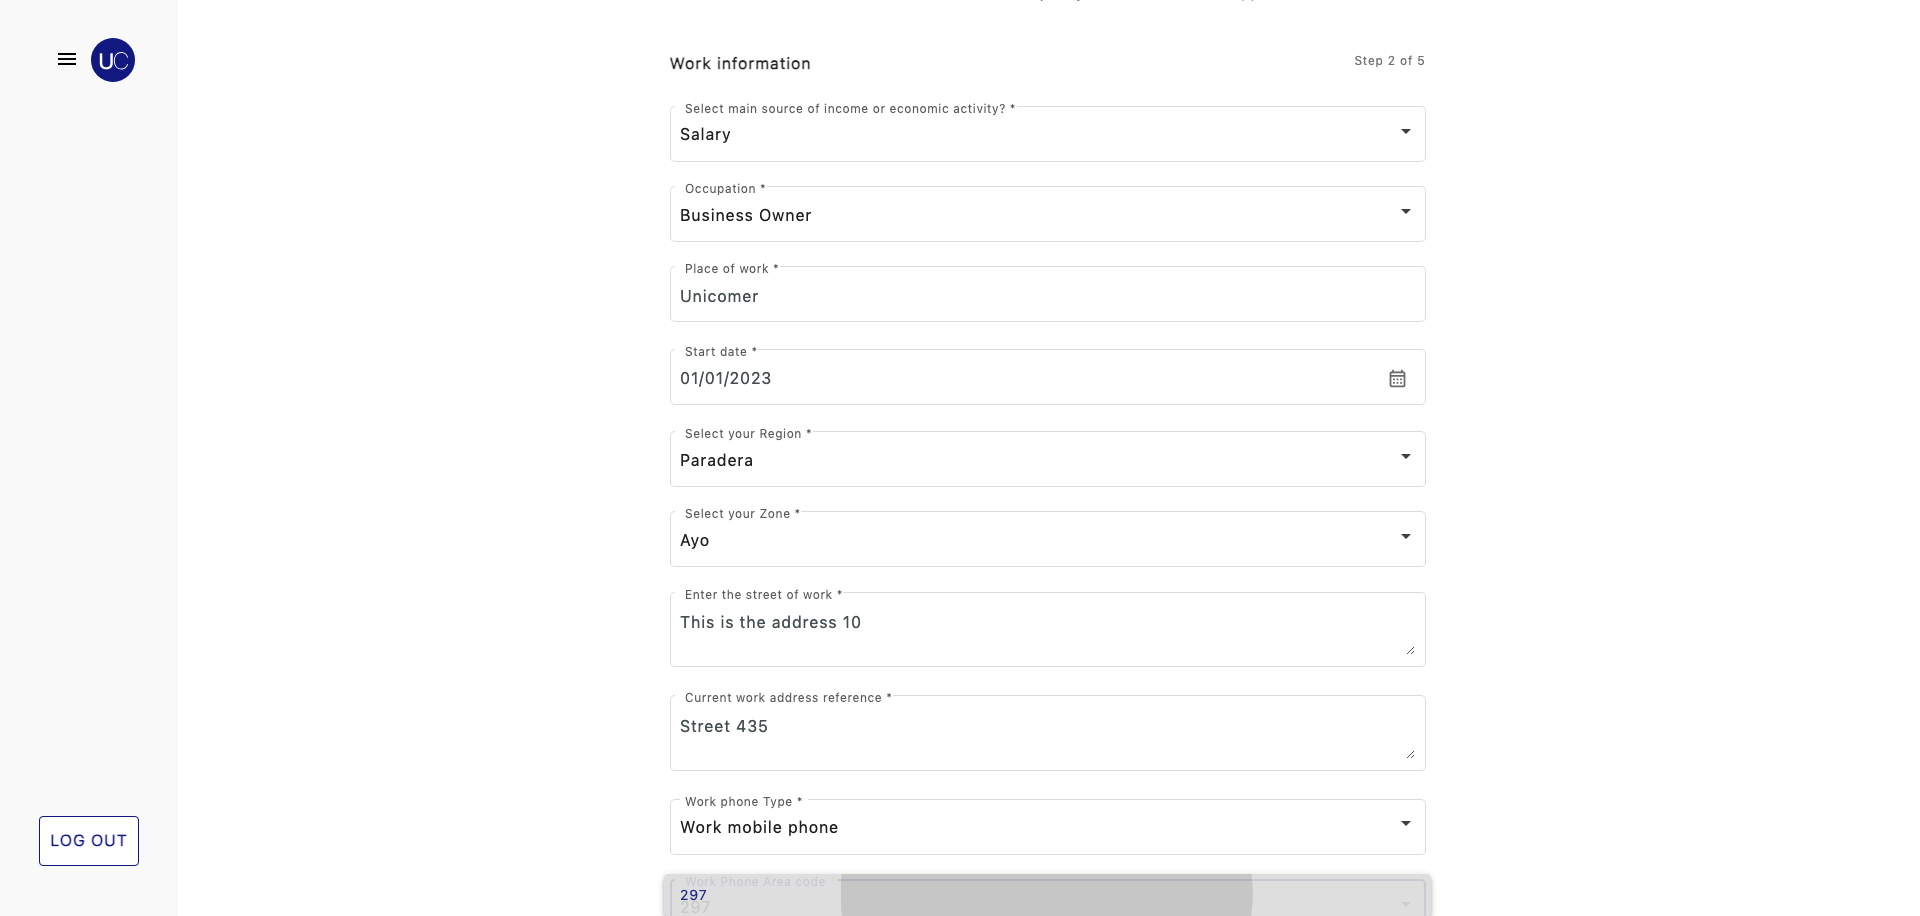 UC
Work information
Step 2 of 5
Select main source of income or economic activity? *
Salary
Occupation *
Business Owner
Place of work *
Unicomer
Start date *
01/01/2023
Select your Region *
Paradera
Select your Zone *
Ayo
Enter the street of work *
This is the address 10
Current work address reference *
Street 435
Work phone Type *
Work mobile phone
Work Phone Area code
297
297
LOG OUT